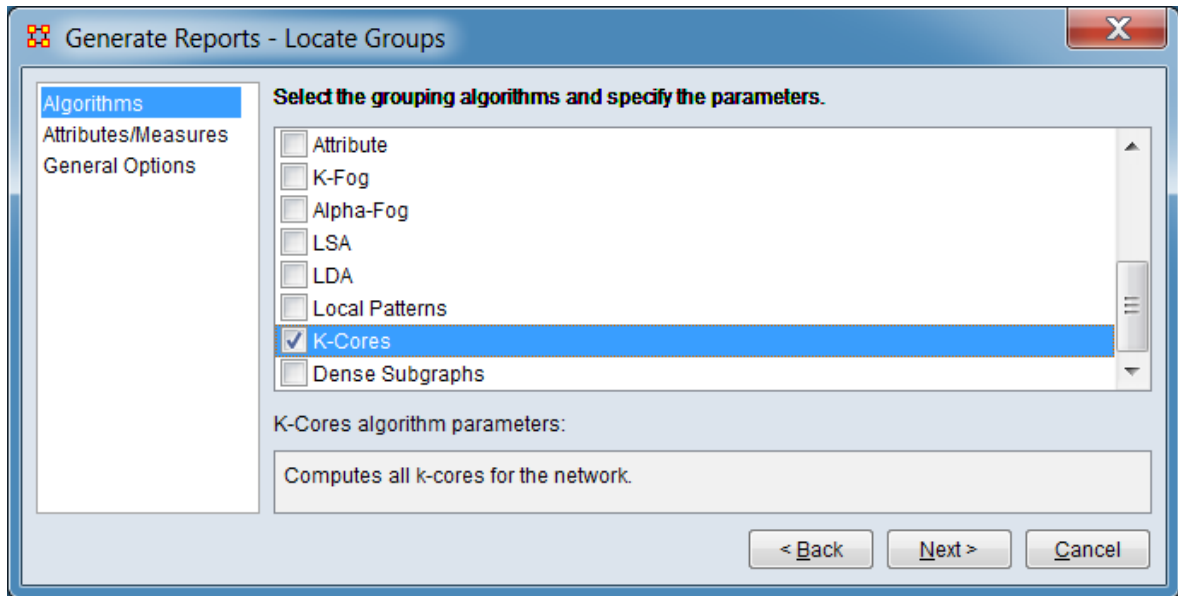 Generate Reports - Locate Groups
X
Algorithms
Attributes/Measures
General Options
Select the grouping algorithms and specify the parameters.
Attribute
K-Fog
Alpha-Fog
LSA
LDA
Local Patterns
K-Cores
Dense Subgraphs
K-Cores algorithm parameters:
Computes all k-cores for the network.
< Back
Next >
Cancel